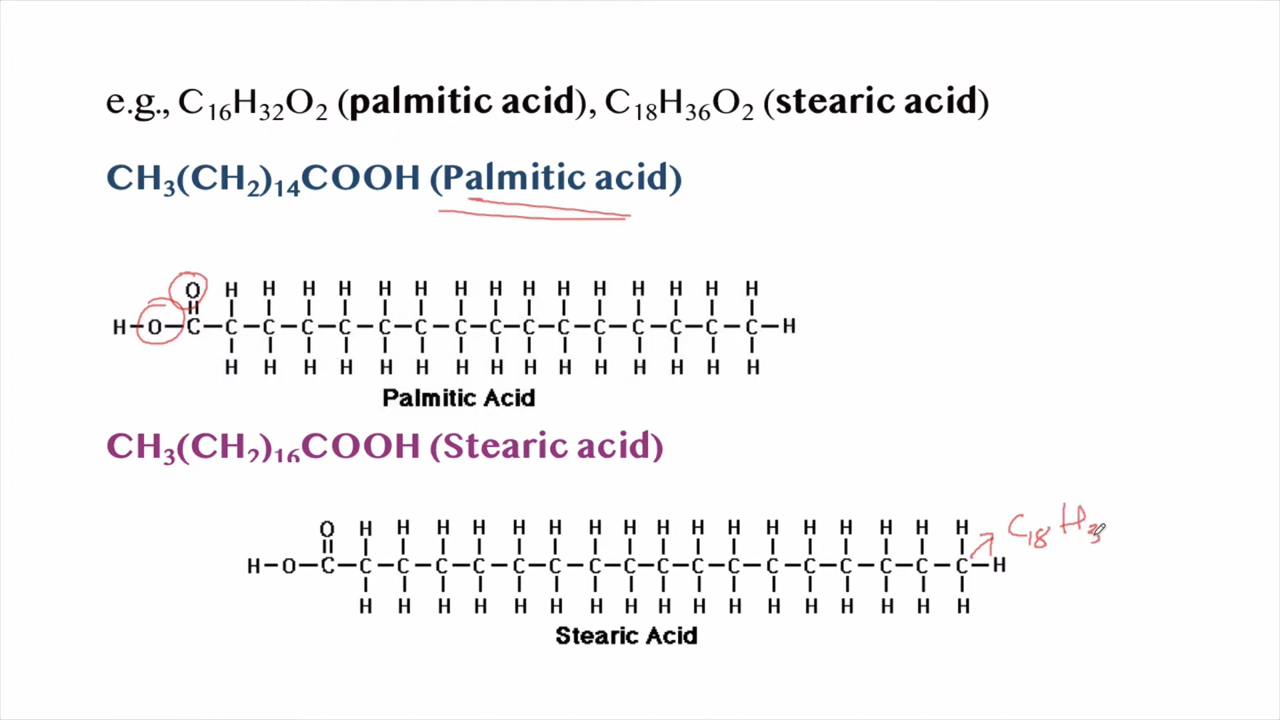 e.g., C₁₆H₃₂O₂ (palmitic acid), C₁₈H₃₆O₂ (stearic acid)
CH₃(CH₂)₁₄COOH (Palmitic acid)
O H H H H H H H H H H H H H H H
H–O–C–C–C–C–C–C–C–C–C–C–C–C–C–C–C–C–H
H H H H H H H H H H H H H H H
Palmitic Acid
CH₃(CH₂)₁₆COOH (Stearic acid)
O H H H H H H H H H H H H H H H H H
H–O–C–C–C–C–C–C–C–C–C–C–C–C–C–C–C–C–C–C–H
H H H H H H H H H H H H H H H H H
C₁₈H₃
Stearic Acid